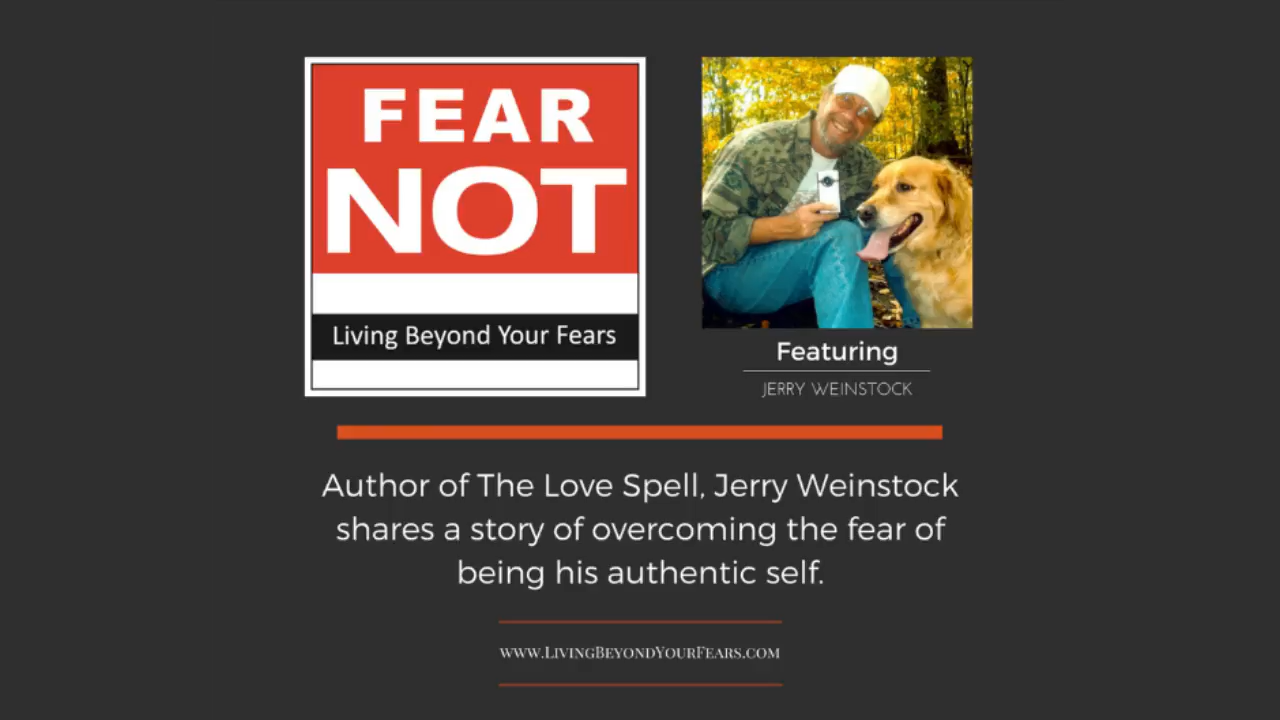 FEAR
NOT
Living Beyond Your Fears
Featuring
JERRY WEINSTOCK
Author of The Love Spell, Jerry Weinstock
shares a story of overcoming the fear of
being his authentic self.
www.LivingBeyondYourFears.com